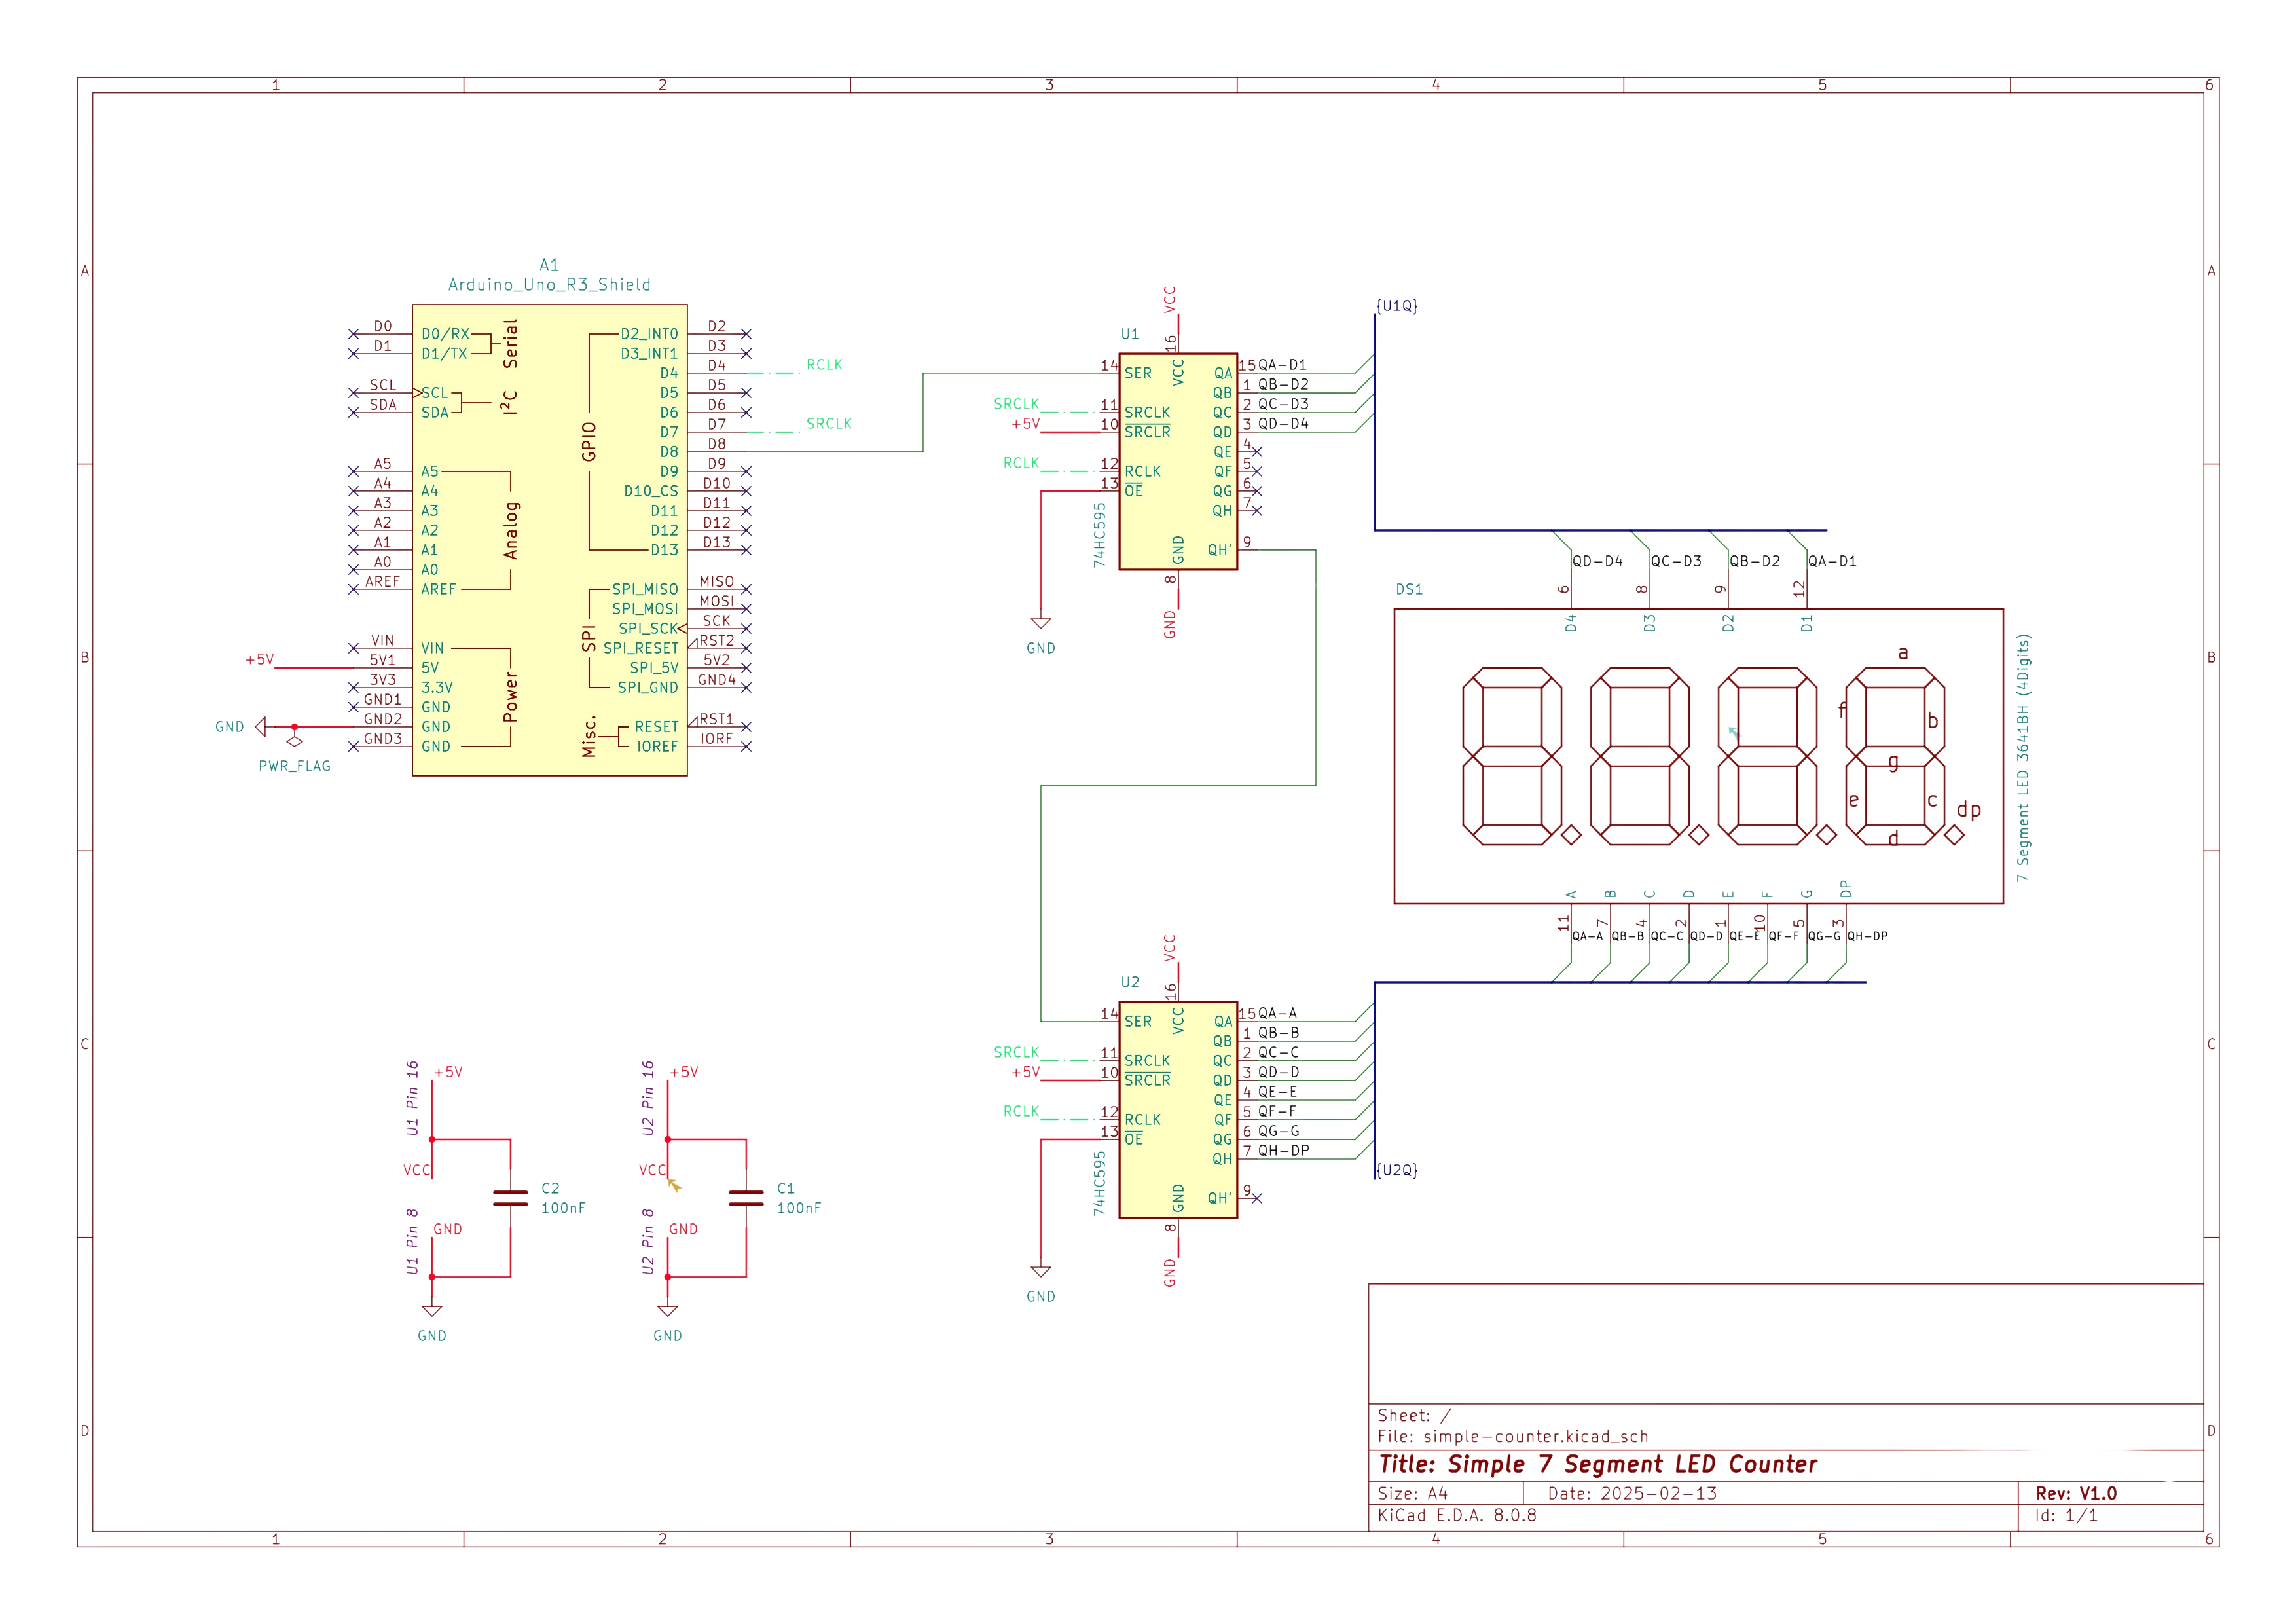 1 2 3 4 5 6
A A
B B
C C
D D
A1
Arduino_Uno_R3_Shield
D0 D0/RX
D1 D1/TX
Serial
SCL SCL
SDA SDA
I²C
A5 A5
A4 A4
A3 A3
A2 A2
A1 A1
A0 A0
AREF AREF
Analog
VIN VIN
+5V 5V1 5V
3V3 3.3V
GND1 GND
GND GND2 GND
GND3 GND
PWR_FLAG
Power
GPIO
D2_INT0 D2
D3_INT1 D3
D4 D4 RCLK
D5 D5
D6 D6
D7 D7 SRCLK
D8 D8
D9 D9
D10_CS D10
D11 D11
D12 D12
D13 D13
SPI
SPI_MISO MISO
SPI_MOSI MOSI
SPI_SCK SCK
SPI_RESET RST2
SPI_5V 5V2
SPI_GND GND4
Misc.
RESET RST1
IOREF IORF
U1
VCC
16
VCC
14 SER
SRCLK 11 SRCLK
+5V 10 SRCLR
RCLK 12 RCLK
13 OE
GND
74HC595
QA 15 QA-D1
QB 1 QB-D2
QC 2 QC-D3
QD 3 QD-D4
QE 4
QF 5
QG 6
QH 7
QH' 9
GND
8
GND
{U1Q}
QD-D4 QC-D3 QB-D2 QA-D1
DS1
6 8 9 12
D4 D3 D2 D1
a
f
b
g
e
c
dp
d
7 Segment LED 3641BH (4Digits)
A B C D E F G DP
11 7 4 2 1 10 5 3
QA-A QB-B QC-C QD-D QE-E QF-F QG-G QH-DP
U2
VCC
16
VCC
14 SER
SRCLK 11 SRCLK
+5V 10 SRCLR
RCLK 12 RCLK
13 OE
GND
74HC595
QA 15 QA-A
QB 1 QB-B
QC 2 QC-C
QD 3 QD-D
QE 4 QE-E
QF 5 QF-F
QG 6 QG-G
QH 7 QH-DP
QH' 9
GND
8
GND
{U2Q}
U1 Pin 16
+5V
VCC
C2
100nF
U1 Pin 8
GND
GND
U2 Pin 16
+5V
VCC
C1
100nF
U2 Pin 8
GND
GND
Sheet: /
File: simple-counter.kicad_sch
Title: Simple 7 Segment LED Counter
Size: A4 Date: 2025-02-13 Rev: V1.0
KiCad E.D.A. 8.0.8 Id: 1/1
1 2 3 4 5 6